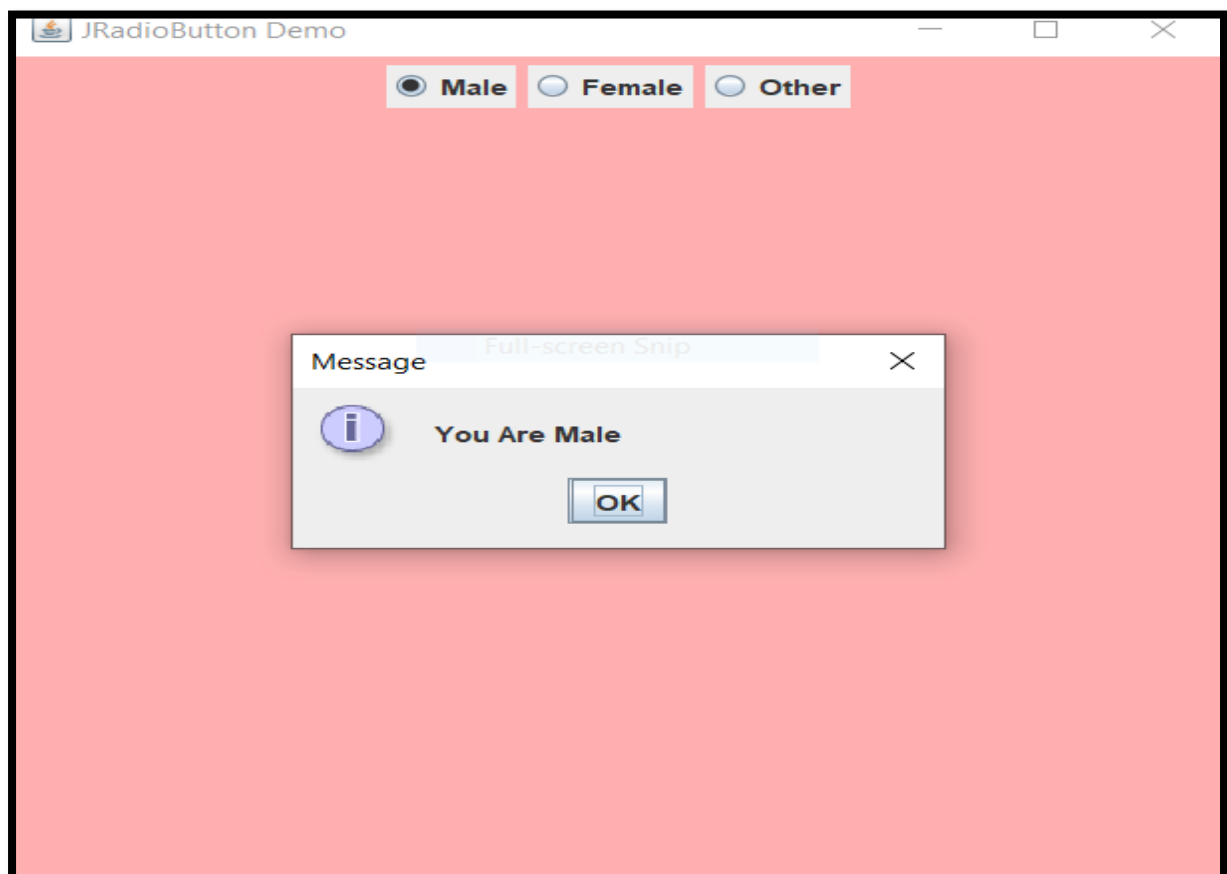 JRadioButton Demo
Male Female Other
Full-screen Snip
Message
i
You Are Male
OK